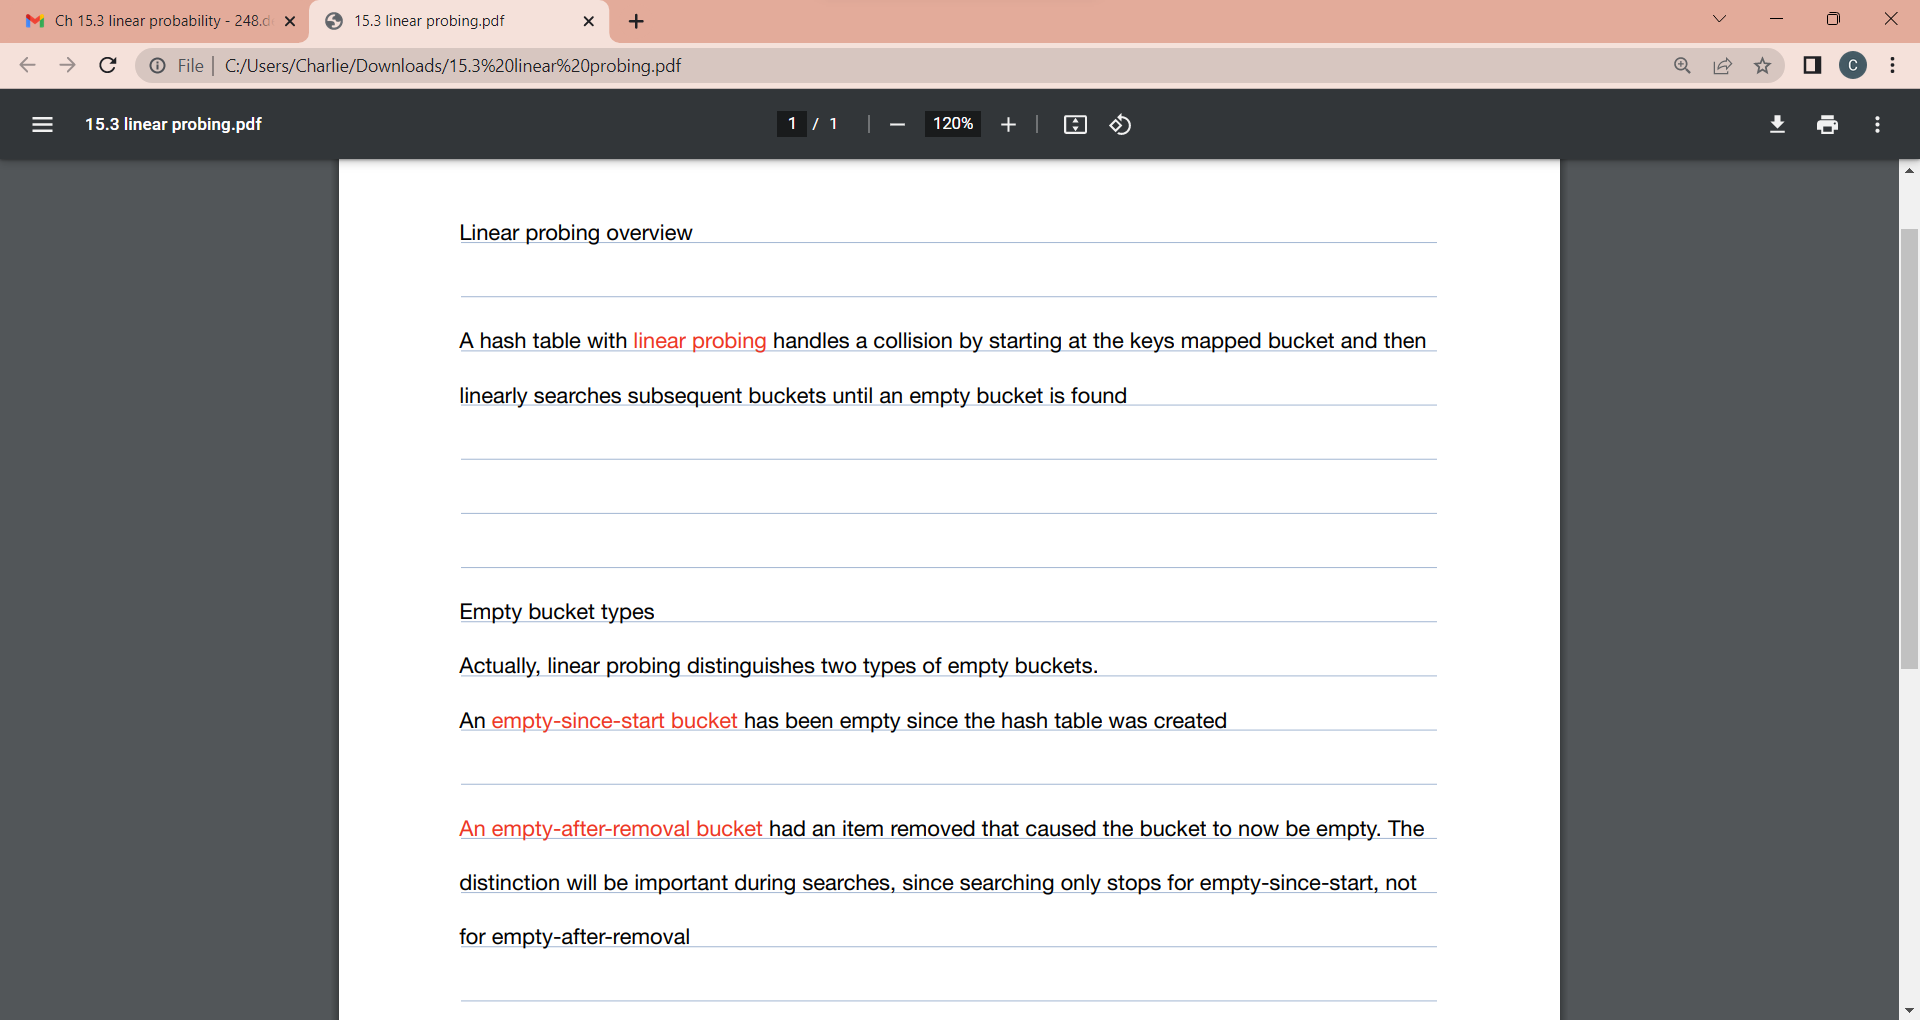 Ch 15.3 linear probability - 248.d
15.3 linear probing.pdf
File
C:/Users/Charlie/Downloads/15.3%20linear%20probing.pdf
C
15.3 linear probing.pdf
1 / 1
120%
Linear probing overview
A hash table with linear probing handles a collision by starting at the keys mapped bucket and then
linearly searches subsequent buckets until an empty bucket is found
Empty bucket types
Actually, linear probing distinguishes two types of empty buckets.
An empty-since-start bucket has been empty since the hash table was created
An empty-after-removal bucket had an item removed that caused the bucket to now be empty. The
distinction will be important during searches, since searching only stops for empty-since-start, not
for empty-after-removal